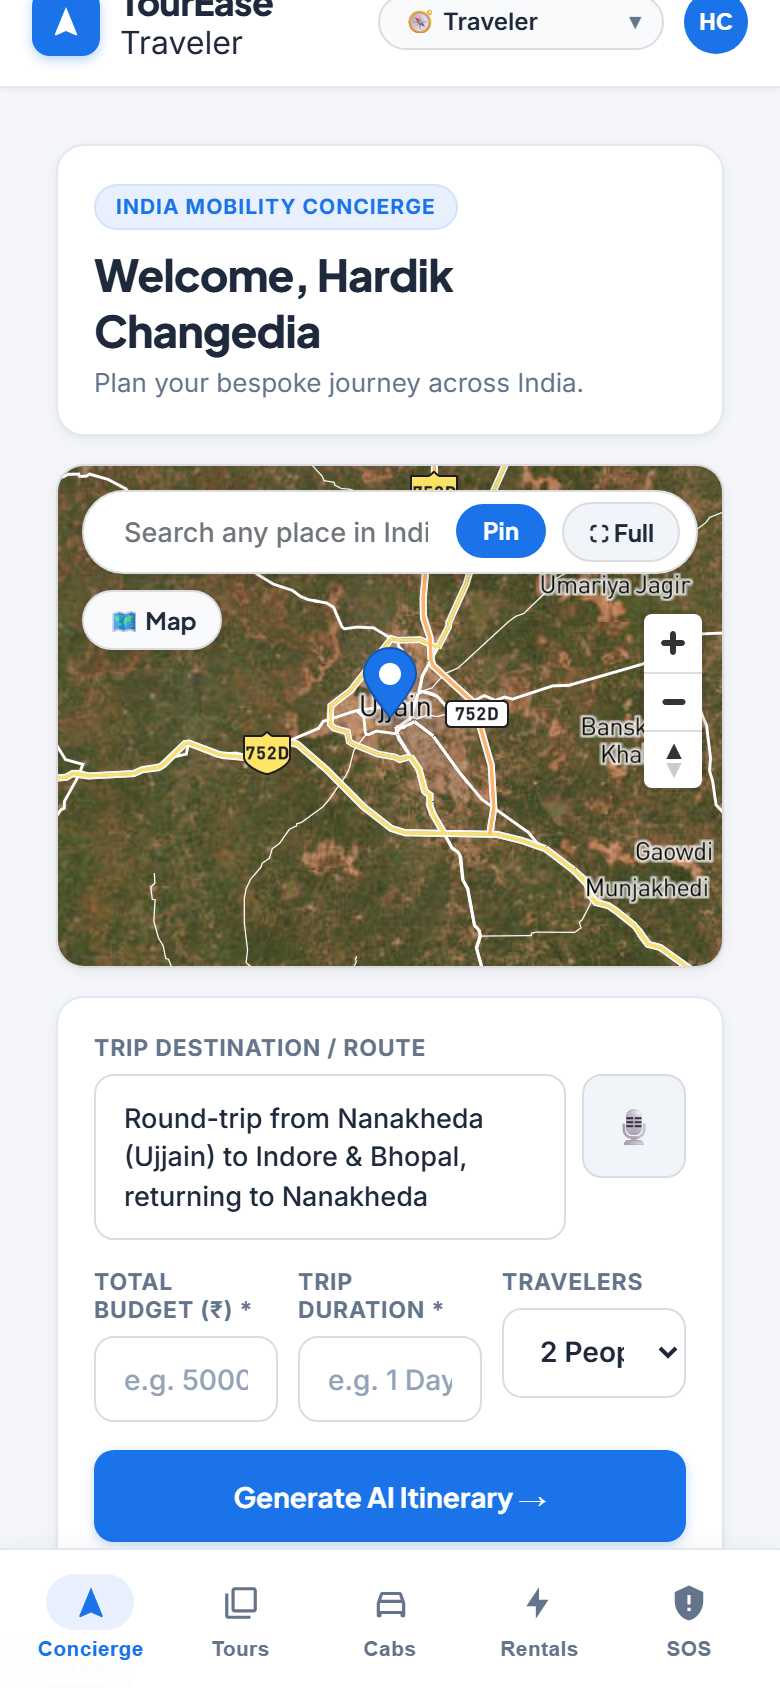 TourEase
Traveler
Traveler
HC
INDIA MOBILITY CONCIERGE
Welcome, Hardik
Changedia
Plan your bespoke journey across India.
752D
Search any place in Indi
Pin
Full
Umariya Jagir
Map
Ujjain
752D
Bansk
Kha
752D
Gaowdi
Munjakhedi
TRIP DESTINATION / ROUTE
Round-trip from Nanakheda
(Ujjain) to Indore & Bhopal,
returning to Nanakheda
TOTAL
BUDGET (₹) *
TRIP
DURATION *
TRAVELERS
e.g. 5000
e.g. 1 Day
2 Peop
Generate AI Itinerary →
Concierge
Tours
Cabs
Rentals
SOS